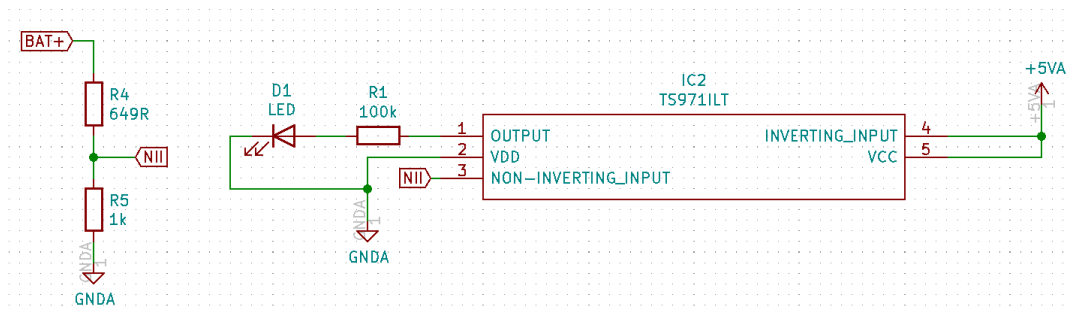 BAT+
R4
649R
NII
R5
1k
GNDA
1
GNDA
D1
LED
R1
100k
NII
GNDA
1
GNDA
IC2
TS971ILT
1
OUTPUT
2
VDD
3
NON-INVERTING_INPUT
INVERTING_INPUT
4
VCC
5
+5VA
+5VA
1